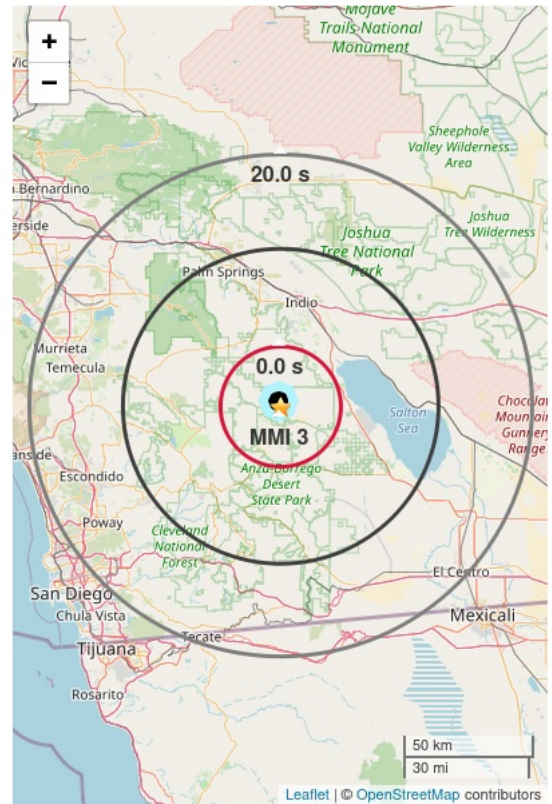 Mojave
Trails National
Monument
+
−
Sheephole
Valley Wilderness
Area
20.0 s
Bernardino
Joshua
Tree Wilderness
Joshua
Tree National
Park
erside
Palm Springs
Indio
Murrieta
Temecula
0.0 s
MMI 3
Salton
Sea
Chocolat
Mountain
Gunnery
Range
Anza-Borrego
Desert
State Park
Escondido
Poway
Cleveland
National
Forest
San Diego
Chula Vista
El Centro
Mexicali
Tijuana
Tecate
Rosarito
50 km
30 mi
Leaflet | © OpenStreetMap contributors